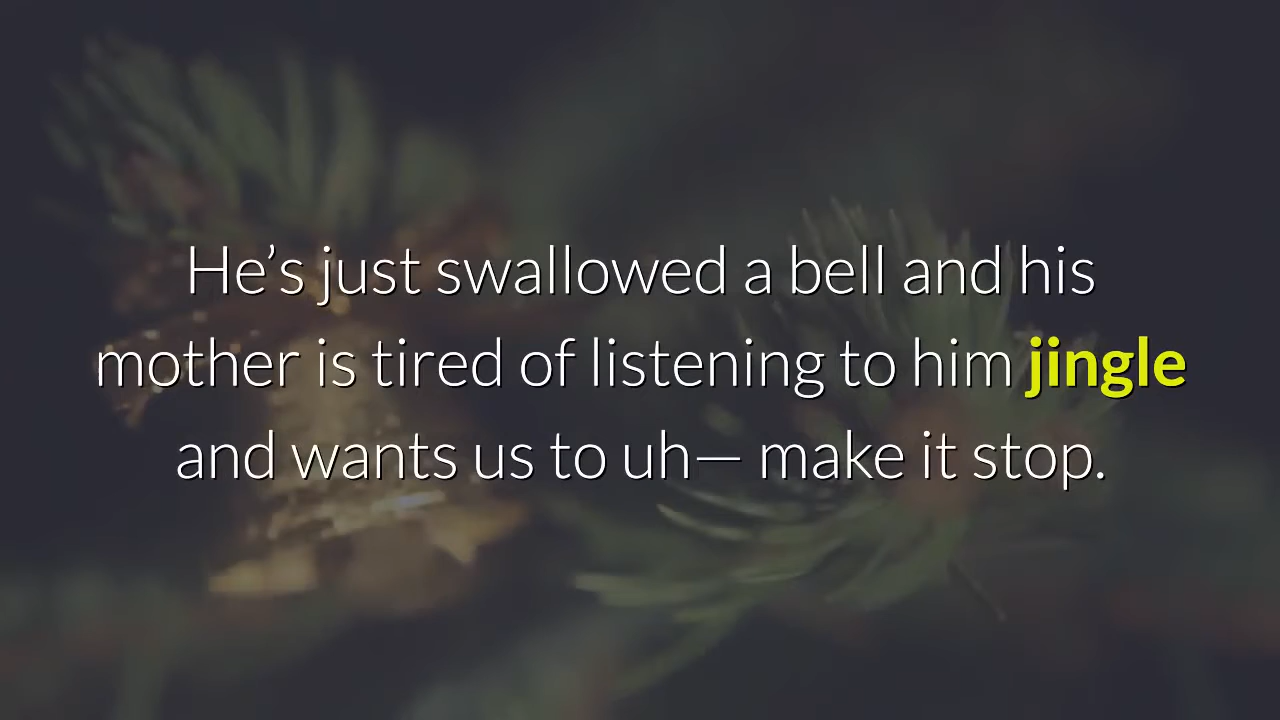 He’s just swallowed a bell and his
mother is tired of listening to him jingle
and wants us to uh— make it stop.